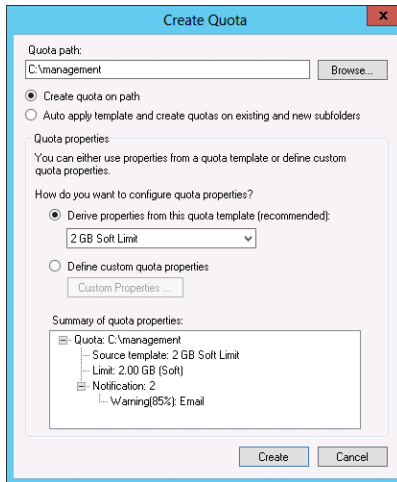 Create Quota
x
Quota path:
C:\management
Browse...
Create quota on path
Auto apply template and create quotas on existing and new subfolders
Quota properties
You can either use properties from a quota template or define custom
quota properties.
How do you want to configure quota properties?
Derive properties from this quota template (recommended):
2 GB Soft Limit
Define custom quota properties
Custom Properties ...
Summary of quota properties:
Quota: C:\management
Source template: 2 GB Soft Limit
Limit: 2.00 GB (Soft)
Notification: 2
Warning(85%): Email
Create
Cancel